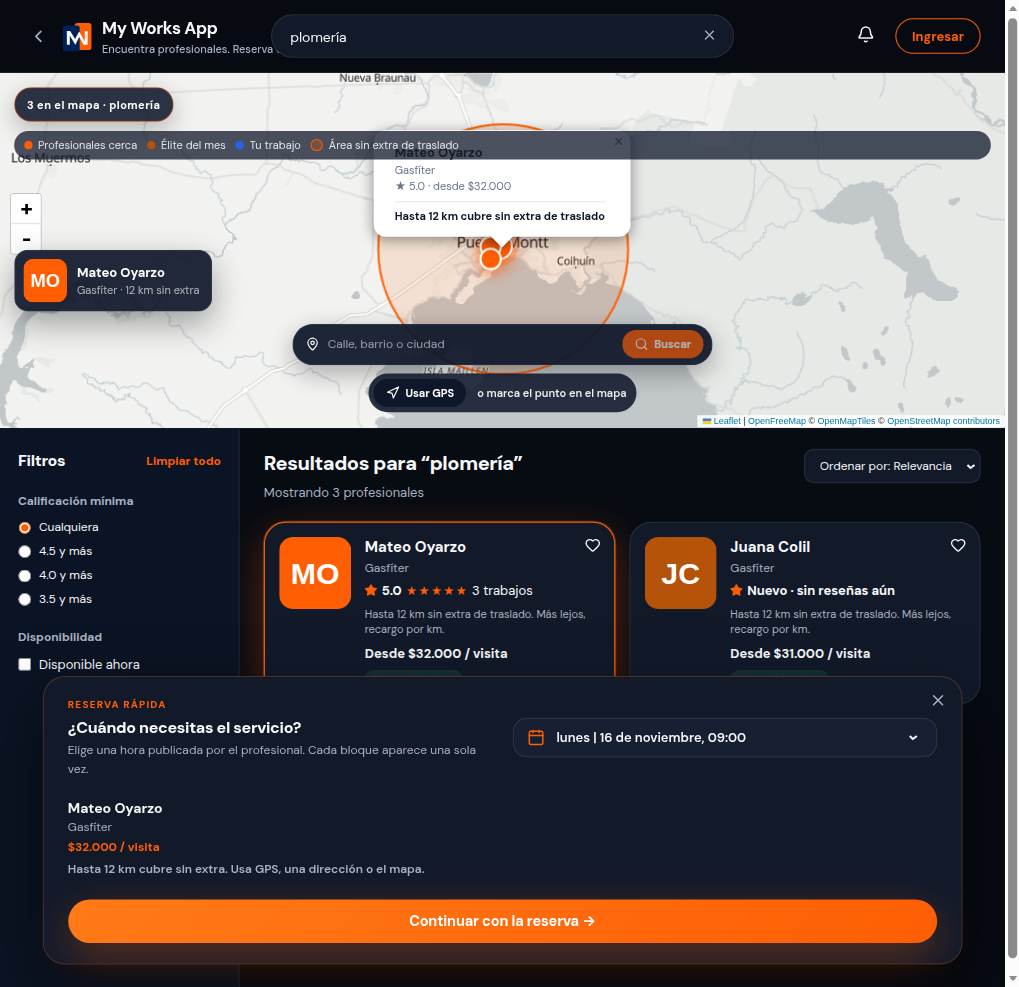 My Works App
Encuentra profesionales. Reserva
plomería
Ingresar
Nueva Braunau
3 en el mapa · plomería
Profesionales cerca
Élite del mes
Tu trabajo
Área sin extra de traslado
Los Muermos
Mateo Oyarzo
Gasfíter
★ 5.0 · desde $32.000
Hasta 12 km cubre sin extra de traslado
+
-
Montt
Coihuín
MO
Mateo Oyarzo
Gasfíter · 12 km sin extra
Calle, barrio o ciudad
Buscar
ISLA MAILLEN
Usar GPS
o marca el punto en el mapa
Leaflet | OpenFreeMap © OpenMapTiles © OpenStreetMap contributors
Filtros
Limpiar todo
Calificación mínima
Cualquiera
4.5 y más
4.0 y más
3.5 y más
Disponibilidad
Disponible ahora
Resultados para “plomería”
Mostrando 3 profesionales
Ordenar por: Relevancia
MO
Mateo Oyarzo
Gasfíter
5.0 ★★★★★ 3 trabajos
Hasta 12 km sin extra de traslado. Más lejos,
recargo por km.
Desde $32.000 / visita
JC
Juana Colil
Gasfíter
Nuevo · sin reseñas aún
Hasta 12 km sin extra de traslado. Más lejos,
recargo por km.
Desde $31.000 / visita
RESERVA RÁPIDA
¿Cuándo necesitas el servicio?
Elige una hora publicada por el profesional. Cada bloque aparece una sola
vez.
lunes | 16 de noviembre, 09:00
Mateo Oyarzo
Gasfíter
$32.000 / visita
Hasta 12 km cubre sin extra. Usa GPS, una dirección o el mapa.
Continuar con la reserva →